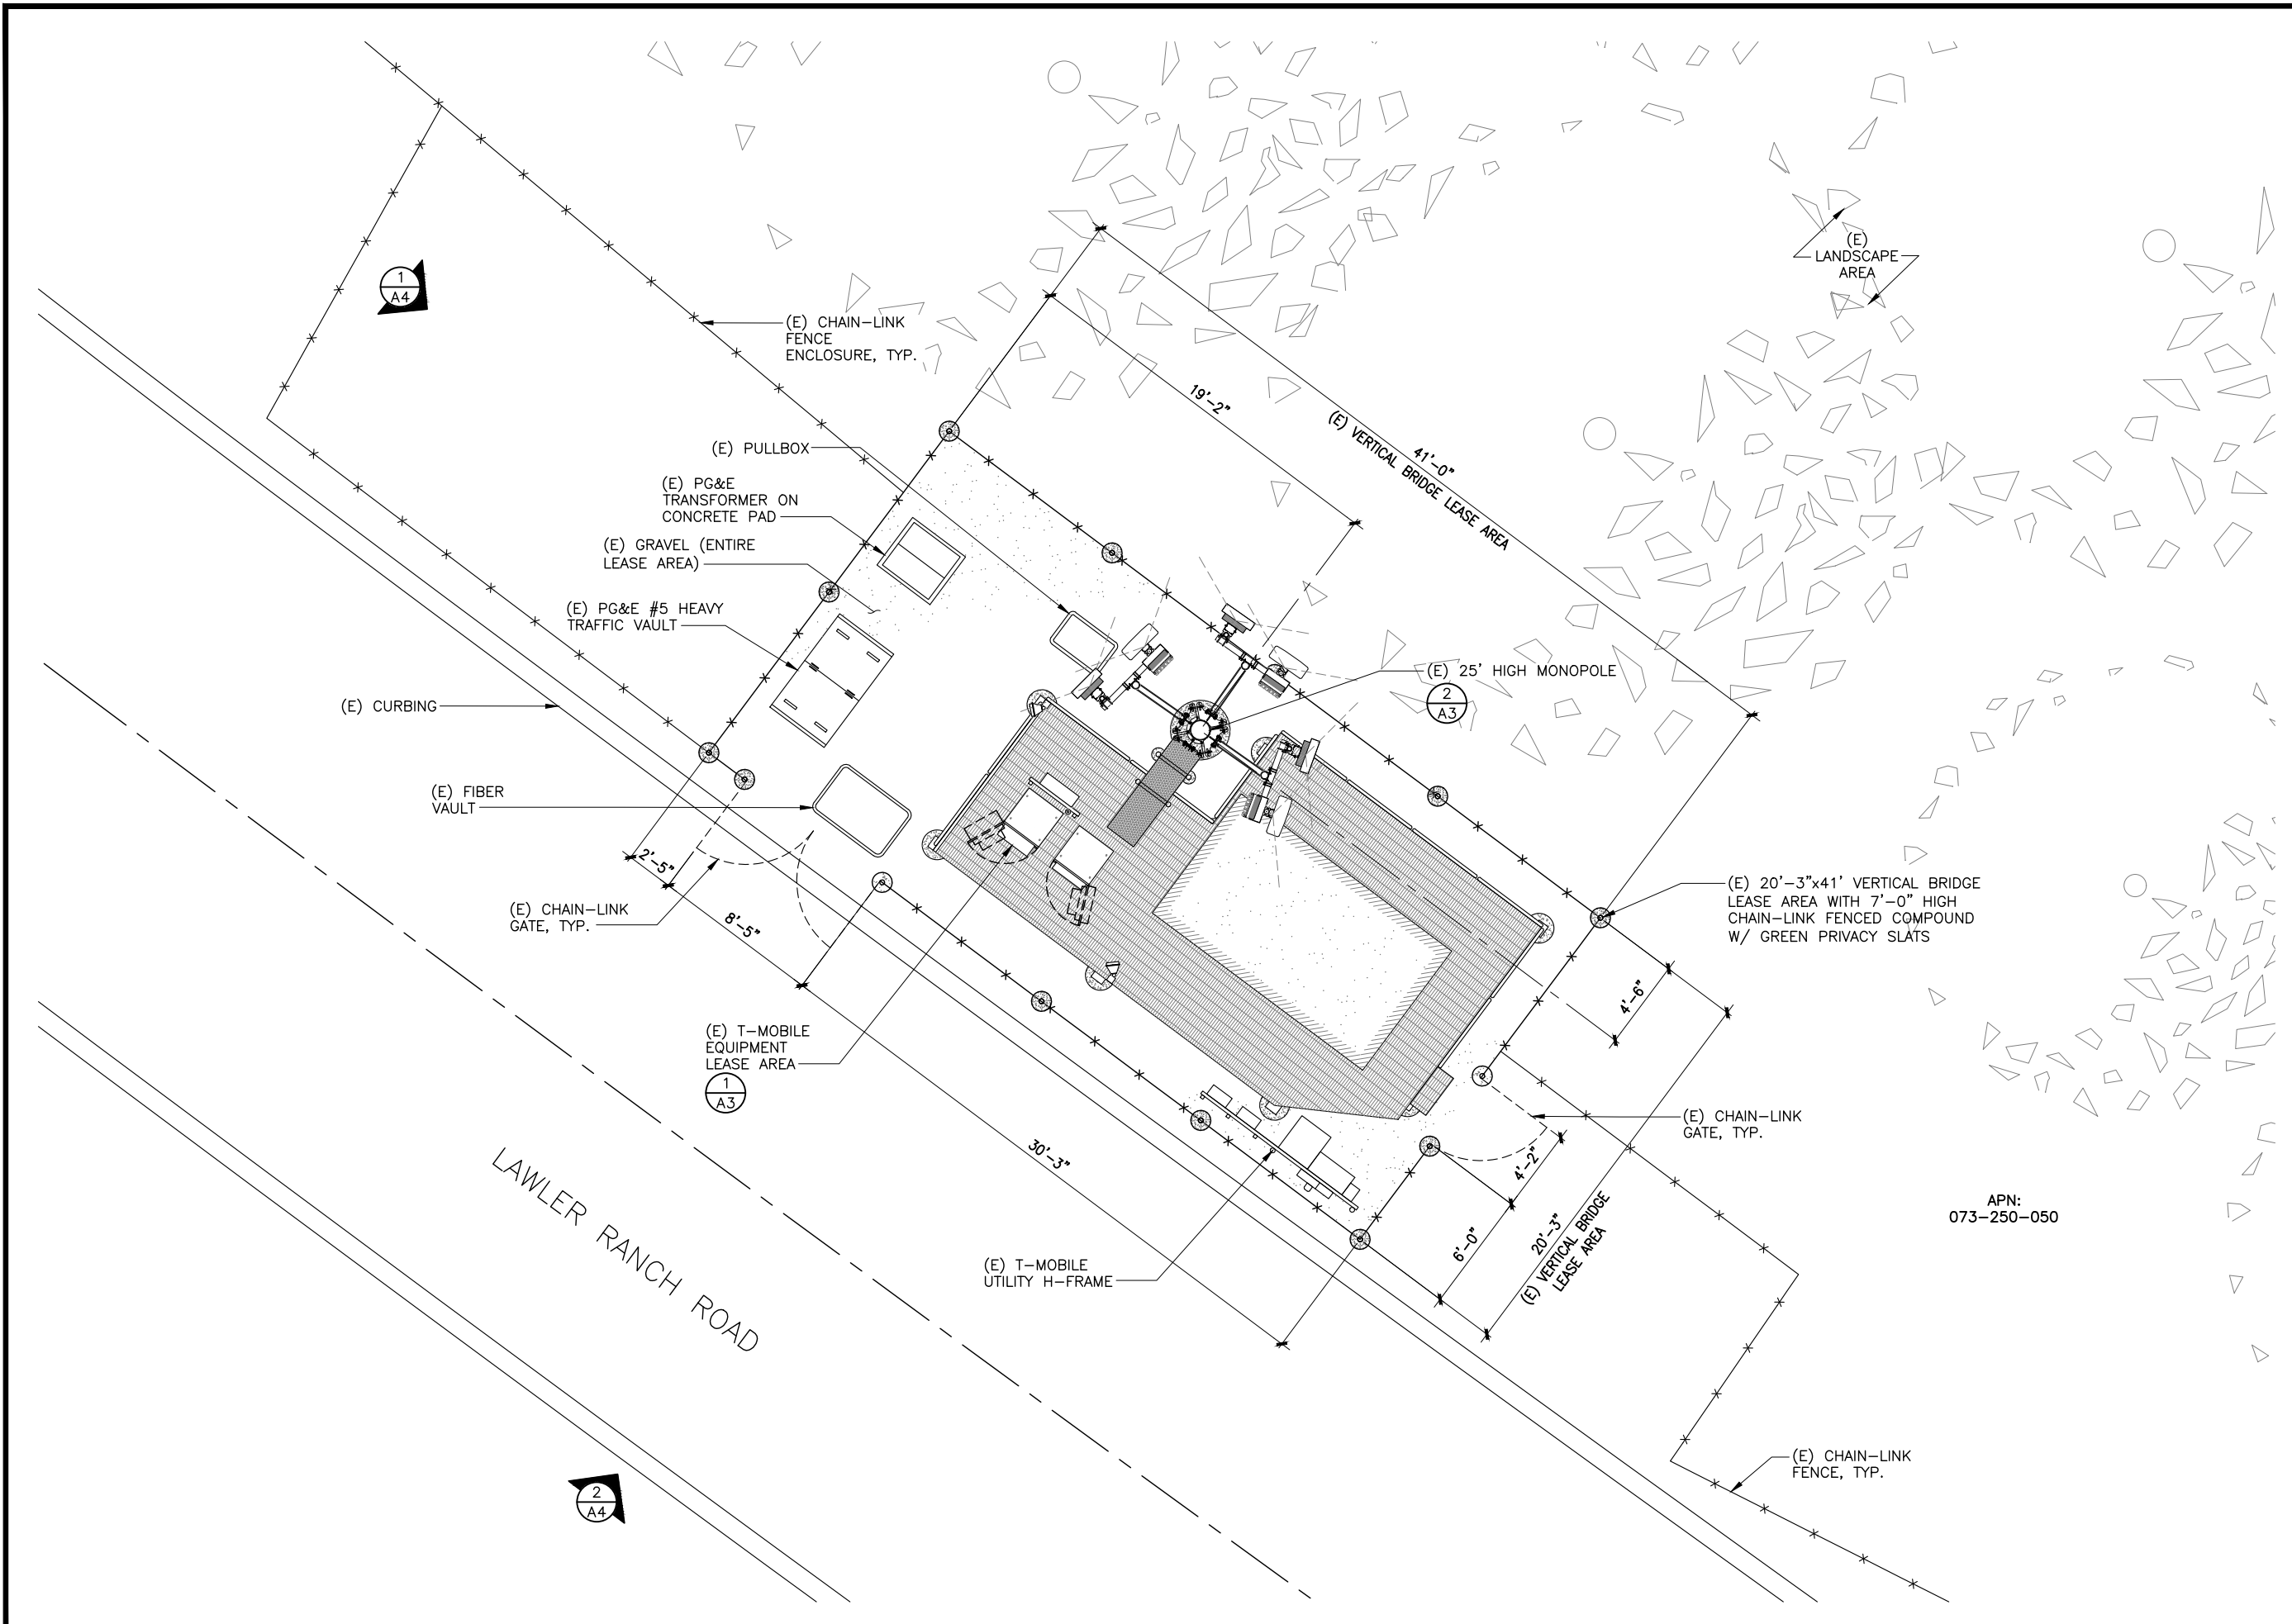 (E)
LANDSCAPE
AREA
1
A4
(E) CHAIN-LINK
FENCE
ENCLOSURE, TYP.
19'-2"
41'-0"
(E) VERTICAL BRIDGE LEASE AREA
(E) PULLBOX
(E) PG&E
TRANSFORMER ON
CONCRETE PAD
(E) GRAVEL (ENTIRE
LEASE AREA)
(E) PG&E #5 HEAVY
TRAFFIC VAULT
(E) 25' HIGH MONOPOLE
2
A3
(E) CURBING
(E) FIBER
VAULT
2'-5"
(E) CHAIN-LINK
GATE, TYP.
8'-5"
(E) 20'-3"x41' VERTICAL BRIDGE
LEASE AREA WITH 7'-0" HIGH
CHAIN-LINK FENCED COMPOUND
W/ GREEN PRIVACY SLATS
4'-6"
(E) T-MOBILE
EQUIPMENT
LEASE AREA
1
A3
30'-3"
(E) CHAIN-LINK
GATE, TYP.
4'-2"
6'-0"
20'-3"
(E) VERTICAL BRIDGE
LEASE AREA
APN:
073-250-050
LAWLER RANCH ROAD
(E) T-MOBILE
UTILITY H-FRAME
(E) CHAIN-LINK
FENCE, TYP.
2
A4